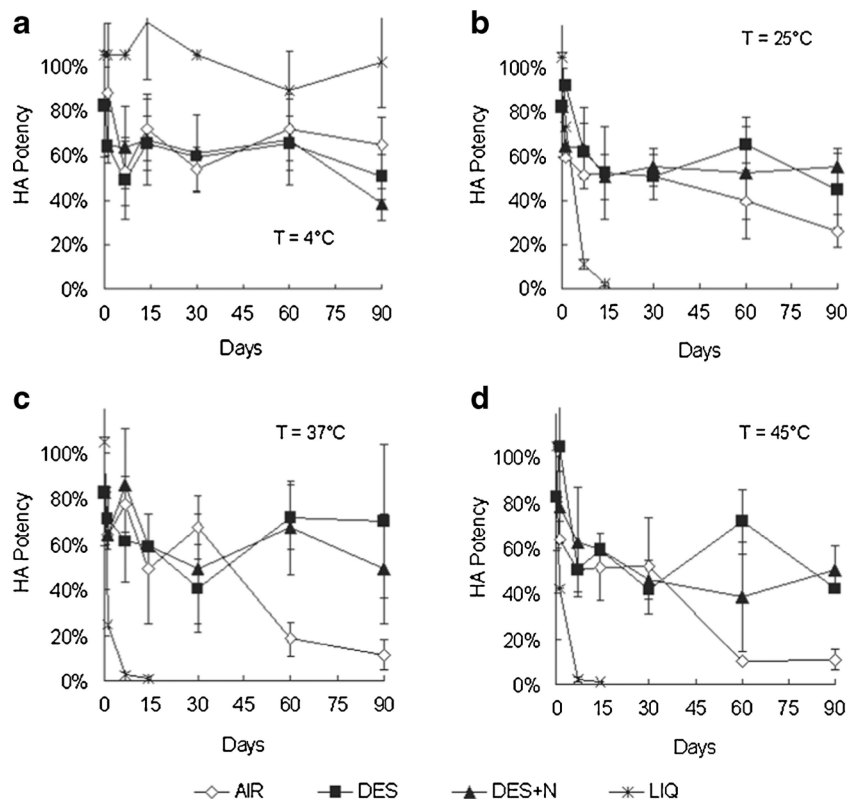 a
b
HA Potency
100%
80%
60%
40%
20%
0%
T = 4°C
0 15 30 45 60 75 90
Days
HA Potency
100%
80%
60%
40%
20%
0%
T = 25°C
0 15 30 45 60 75 90
Days
c
d
HA Potency
100%
80%
60%
40%
20%
0%
T = 37°C
0 15 30 45 60 75 90
Days
HA Potency
100%
80%
60%
40%
20%
0%
T = 45°C
0 15 30 45 60 75 90
Days
AIR DES DES+N LIQ